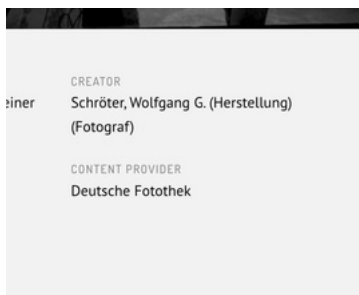 CREATOR
einer Schröter, Wolfgang G. (Herstellung)
(Fotograf)
CONTENT PROVIDER
Deutsche Fotothek